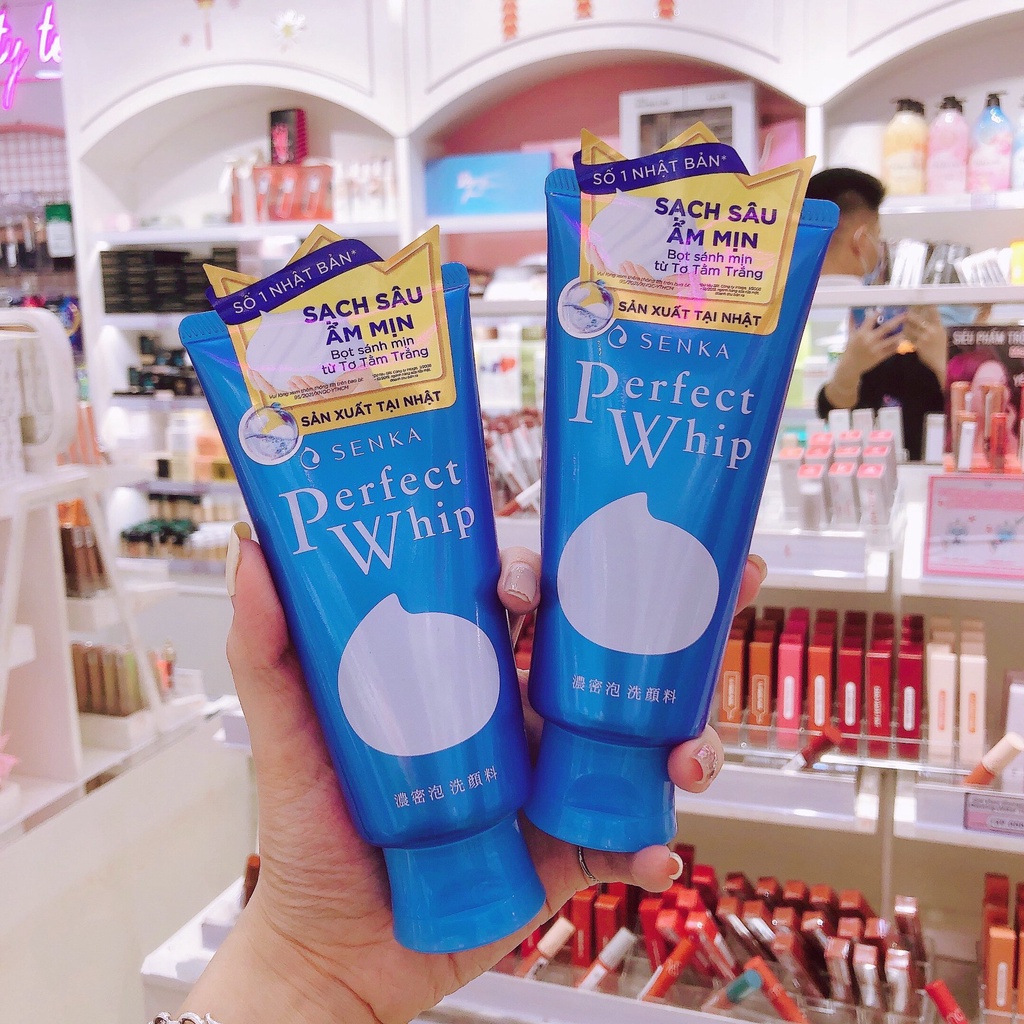 SỐ 1 NHẬT BẢN*
SẠCH SÂU
ẨM MỊN
Bọt sánh mịn
từ Tơ Tằm Trắng
SẢN XUẤT TẠI NHẬT
SENKA
Perfect
Whip
濃密泡 洗顔料
SỐ 1 NHẬT BẢN*
SẠCH SÂU
ẨM MỊN
Bọt sánh mịn
từ Tơ Tằm Trắng
SẢN XUẤT TẠI NHẬT
SENKA
Perfect
Whip
濃密泡 洗顔料
SIÊU PHẨM